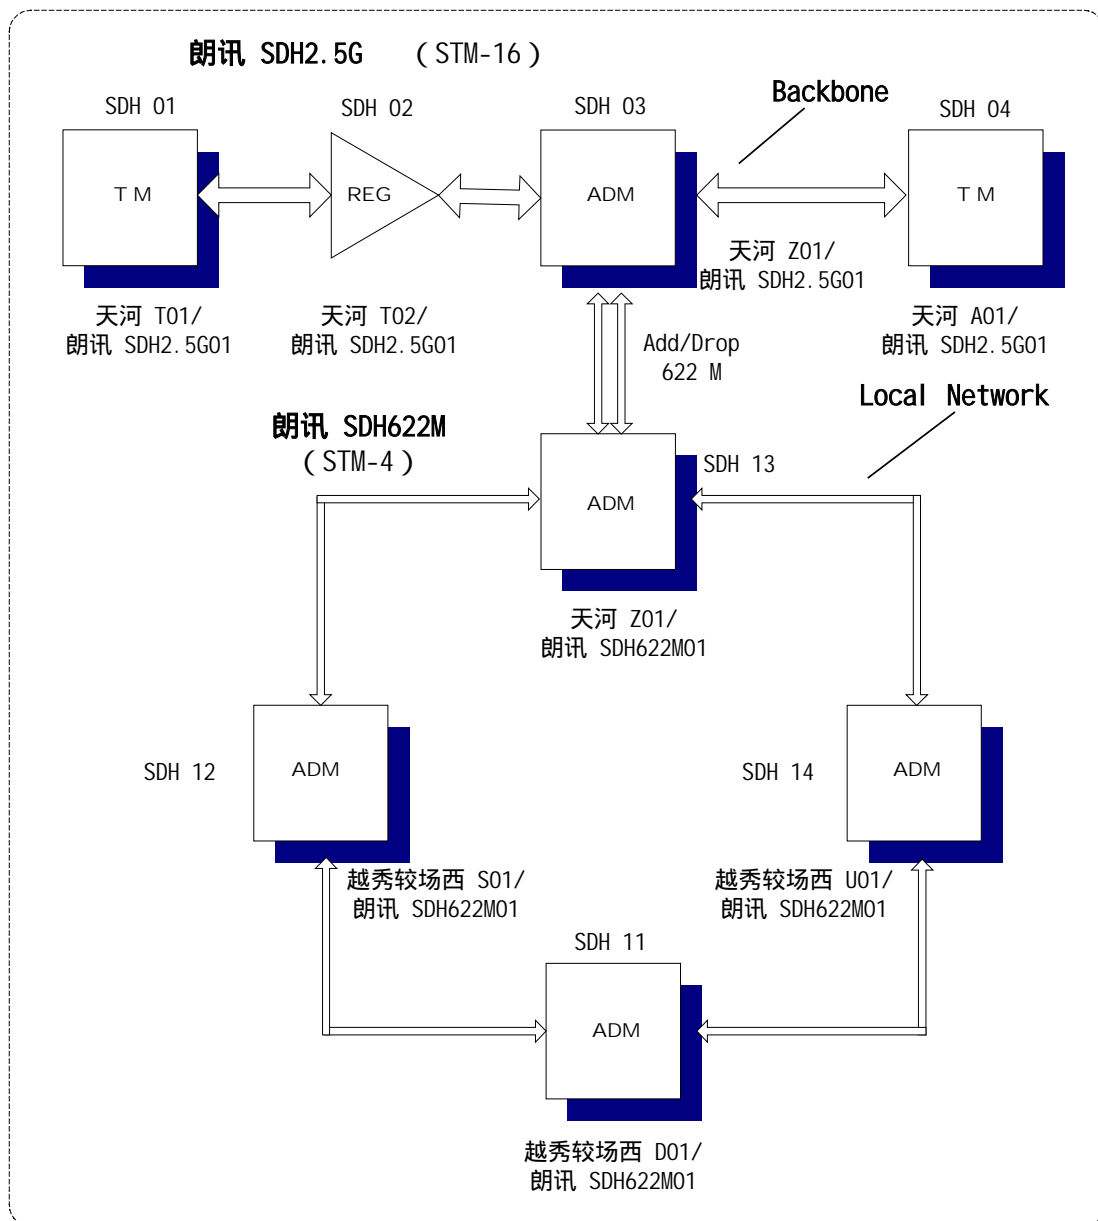 朗讯 SDH2.5G （STM-16）
Backbone
SDH 01
SDH 02
SDH 03
SDH 04
TM
REG
ADM
TM
天河 Z01/
朗讯 SDH2.5G01
天河 T01/
朗讯 SDH2.5G01
天河 T02/
朗讯 SDH2.5G01
天河 A01/
朗讯 SDH2.5G01
Add/Drop
622 M
Local Network
朗讯 SDH622M
（STM-4）
SDH 13
ADM
天河 Z01/
朗讯 SDH622M01
SDH 12
ADM
SDH 14
ADM
越秀较场西 S01/
朗讯 SDH622M01
越秀较场西 U01/
朗讯 SDH622M01
SDH 11
ADM
越秀较场西 D01/
朗讯 SDH622M01